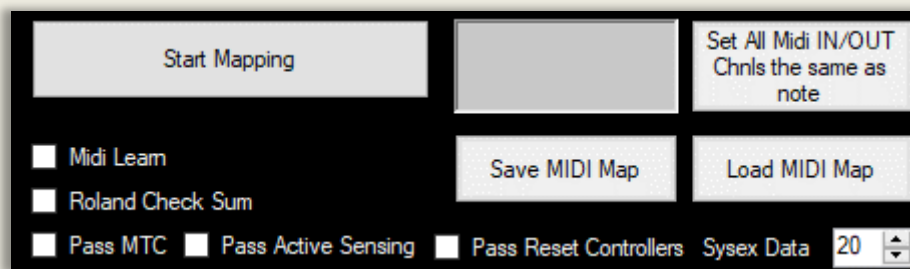 Start Mapping
Set All Midi IN/OUT
Chnls the same as
note
Midi Learn
Save MIDI Map
Load MIDI Map
Roland Check Sum
Pass MTC
Pass Active Sensing
Pass Reset Controllers
Sysex Data
20